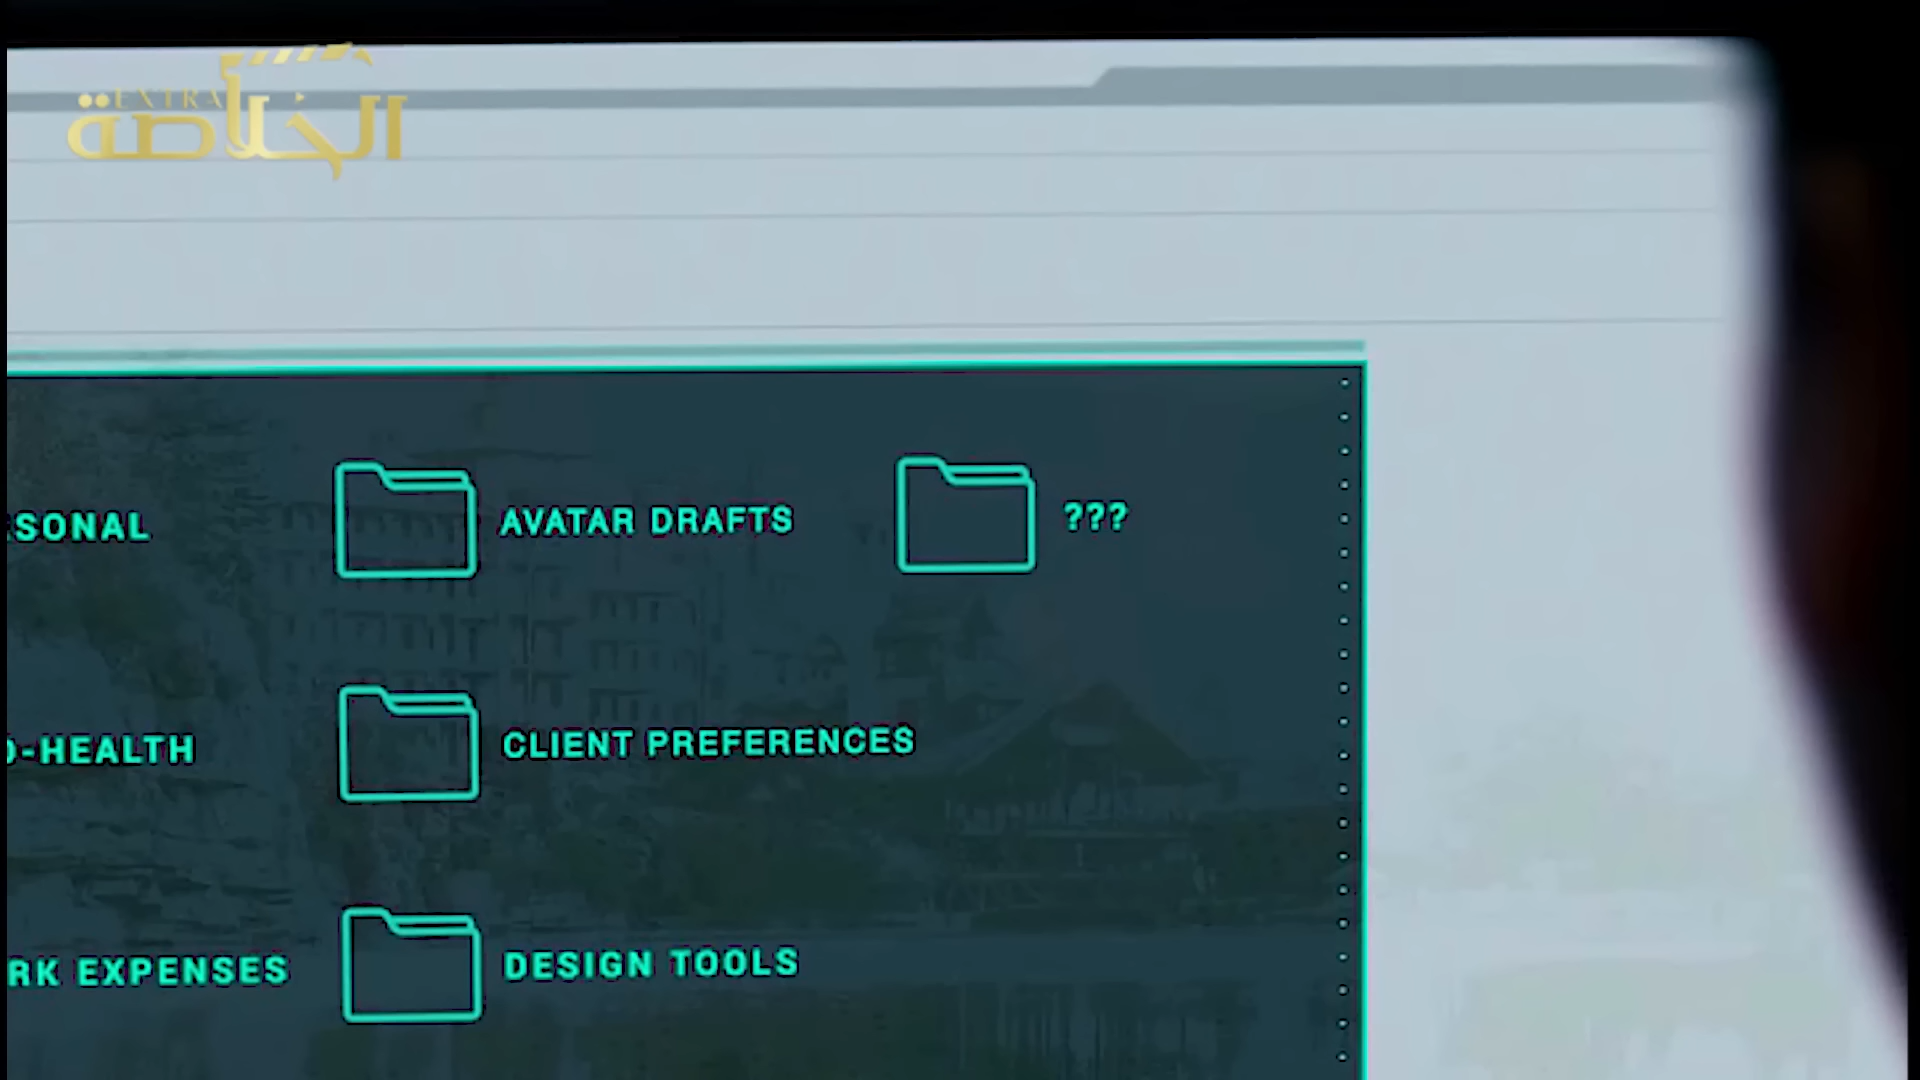 EXTRA
الخلاصة
SONAL
AVATAR DRAFTS
???
-HEALTH
CLIENT PREFERENCES
RK EXPENSES
DESIGN TOOLS